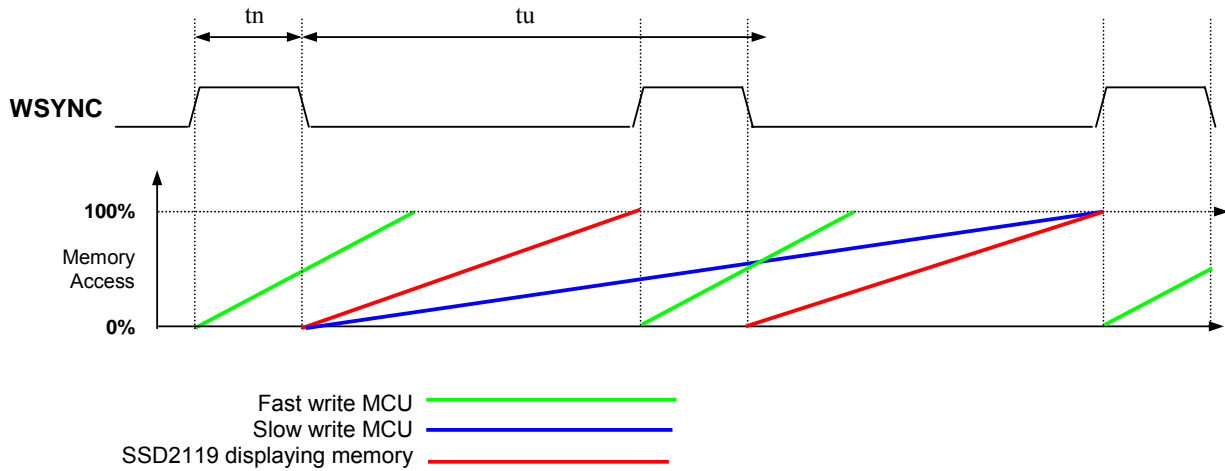 tn
tu
WSYNC
100%
Memory
Access
0%
Fast write MCU
Slow write MCU
SSD2119 displaying memory